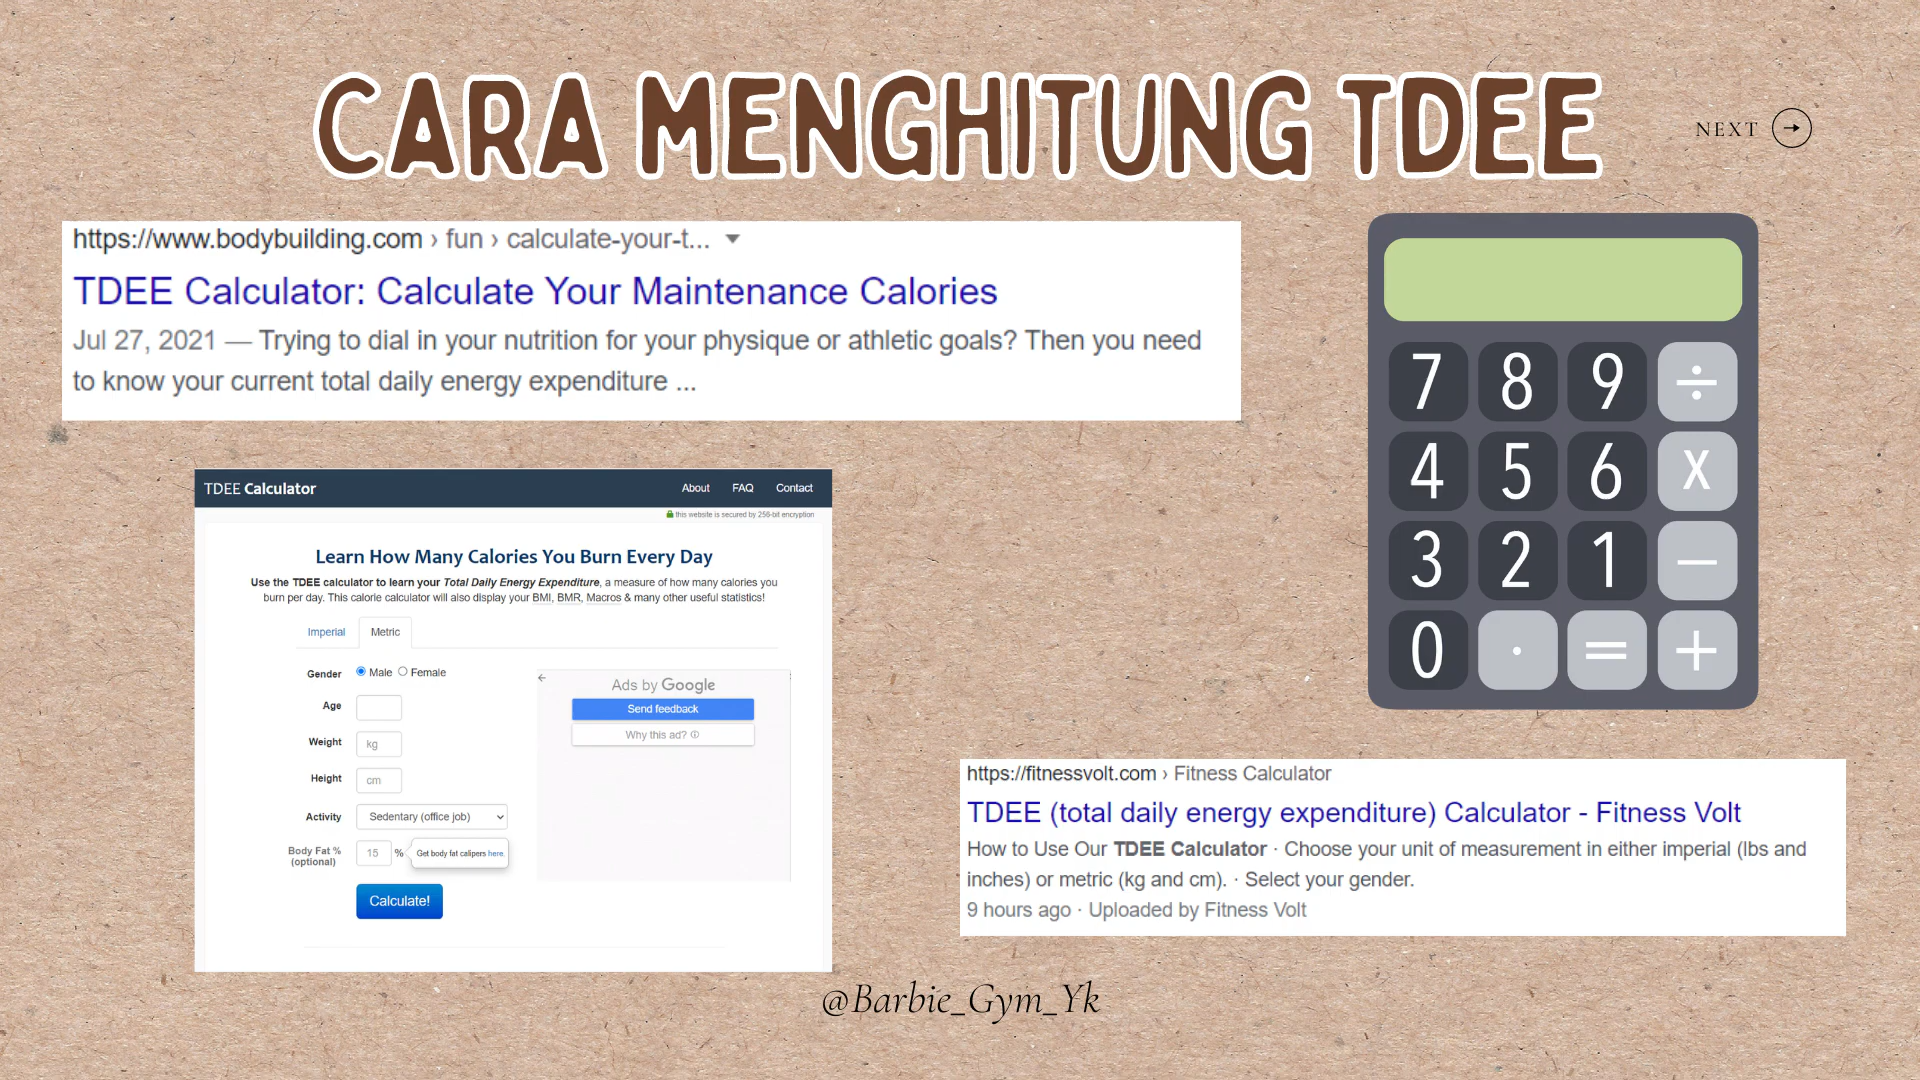 CARA MENGHITUNG TDEE
NEXT
https://www.bodybuilding.com › fun › calculate-your-t...
TDEE Calculator: Calculate Your Maintenance Calories
Jul 27, 2021 — Trying to dial in your nutrition for your physique or athletic goals? Then you need
to know your current total daily energy expenditure ...
7 8 9 ÷
4 5 6 X
3 2 1 −
0 . = +
TDEE Calculator
About FAQ Contact
this website is secured by 256-bit encryption
Learn How Many Calories You Burn Every Day
Use the TDEE calculator to learn your Total Daily Energy Expenditure, a measure of how many calories you
burn per day. This calorie calculator will also display your BMI, BMR, Macros & many other useful statistics!
Imperial Metric
Gender Male Female
Age
Weight kg
Height cm
Activity Sedentary (office job)
Body Fat %
(optional)
15 % Get body fat calipers here
Calculate!
Ads by Google
Send feedback
Why this ad?
https://fitnessvolt.com › Fitness Calculator
TDEE (total daily energy expenditure) Calculator - Fitness Volt
How to Use Our TDEE Calculator · Choose your unit of measurement in either imperial (lbs and
inches) or metric (kg and cm). · Select your gender.
9 hours ago · Uploaded by Fitness Volt
@Barbie_Gym_Yk